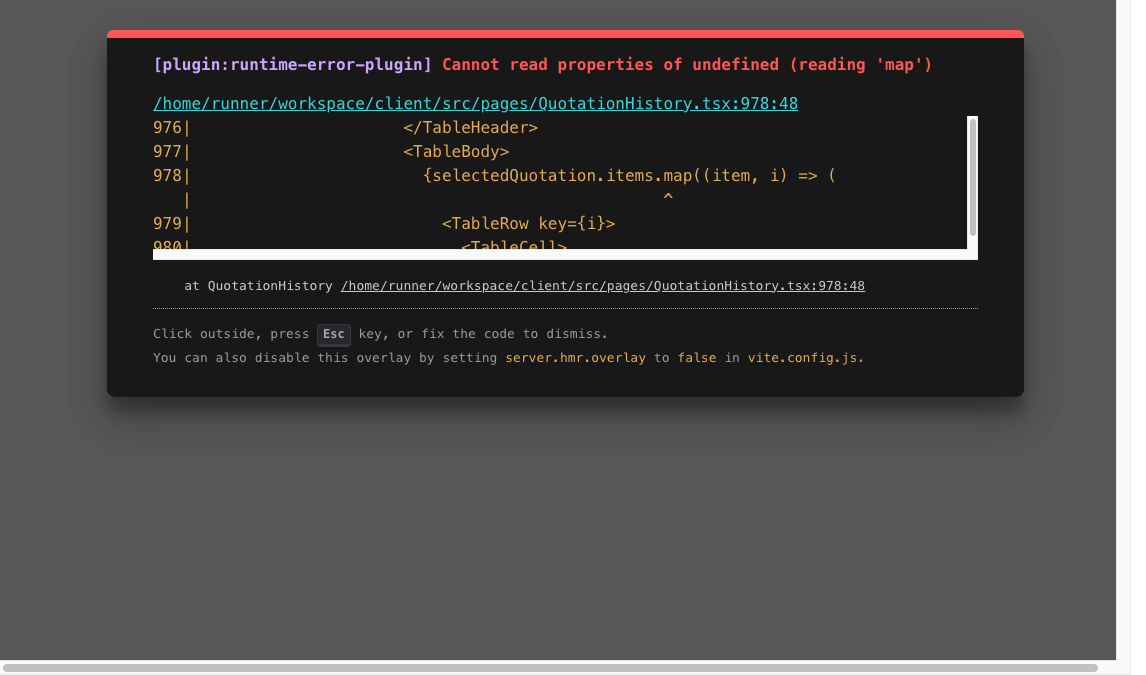 [plugin:runtime-error-plugin] Cannot read properties of undefined (reading 'map')
/home/runner/workspace/client/src/pages/QuotationHistory.tsx:978:48
976|                      </TableHeader>
977|                      <TableBody>
978|                        {selectedQuotation.items.map((item, i) => (
   |                                                 ^
979|                          <TableRow key={i}>
980|                            <TableCell>
at QuotationHistory /home/runner/workspace/client/src/pages/QuotationHistory.tsx:978:48
Click outside, press Esc key, or fix the code to dismiss.
You can also disable this overlay by setting server.hmr.overlay to false in vite.config.js.